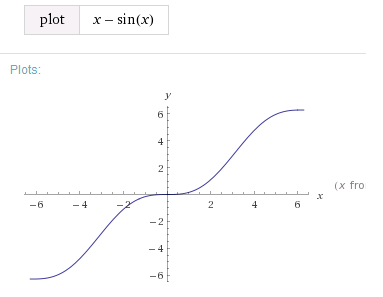 plot x – sin(x)
Plots:
y
6
4
2
(x fro
−6 −4 −2 2 4 6 x
−2
−4
−6